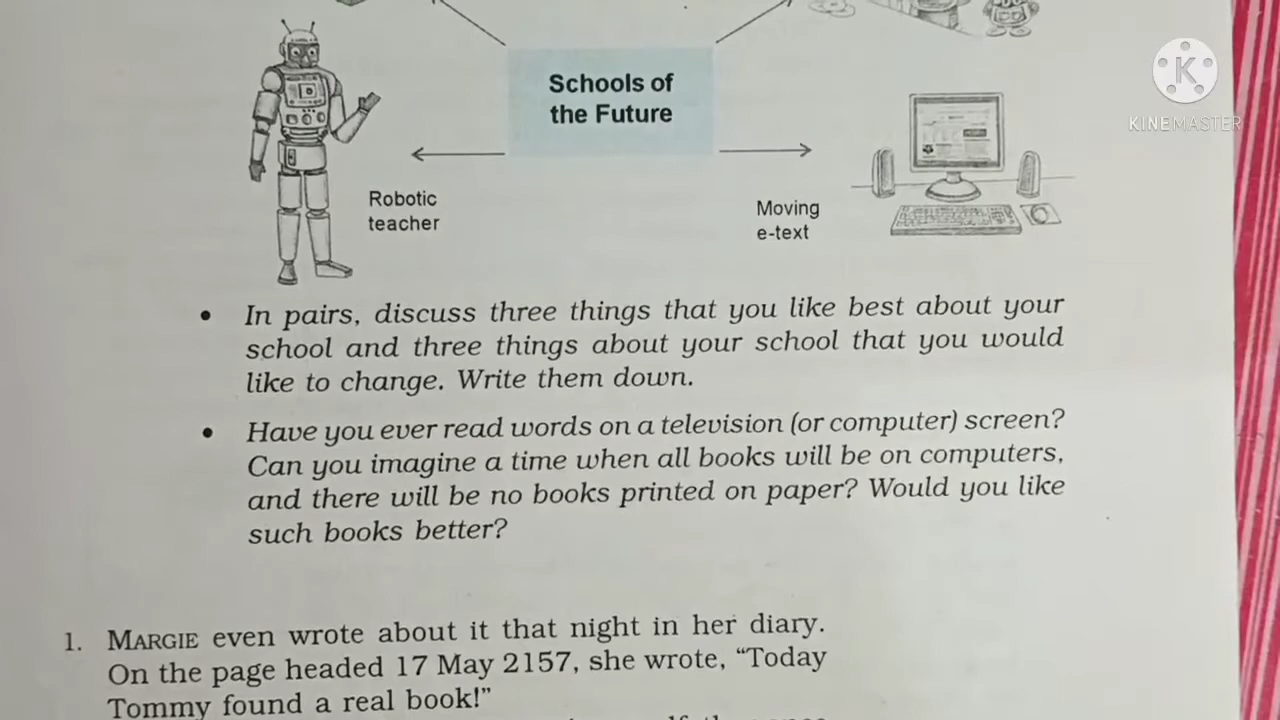 Schools of
the Future
K
KINEMASTER
Robotic
teacher
Moving
e-text
• In pairs, discuss three things that you like best about your
school and three things about your school that you would
like to change. Write them down.
• Have you ever read words on a television (or computer) screen?
Can you imagine a time when all books will be on computers,
and there will be no books printed on paper? Would you like
such books better?
1. MARGIE even wrote about it that night in her diary.
On the page headed 17 May 2157, she wrote, “Today
Tommy found a real book!”